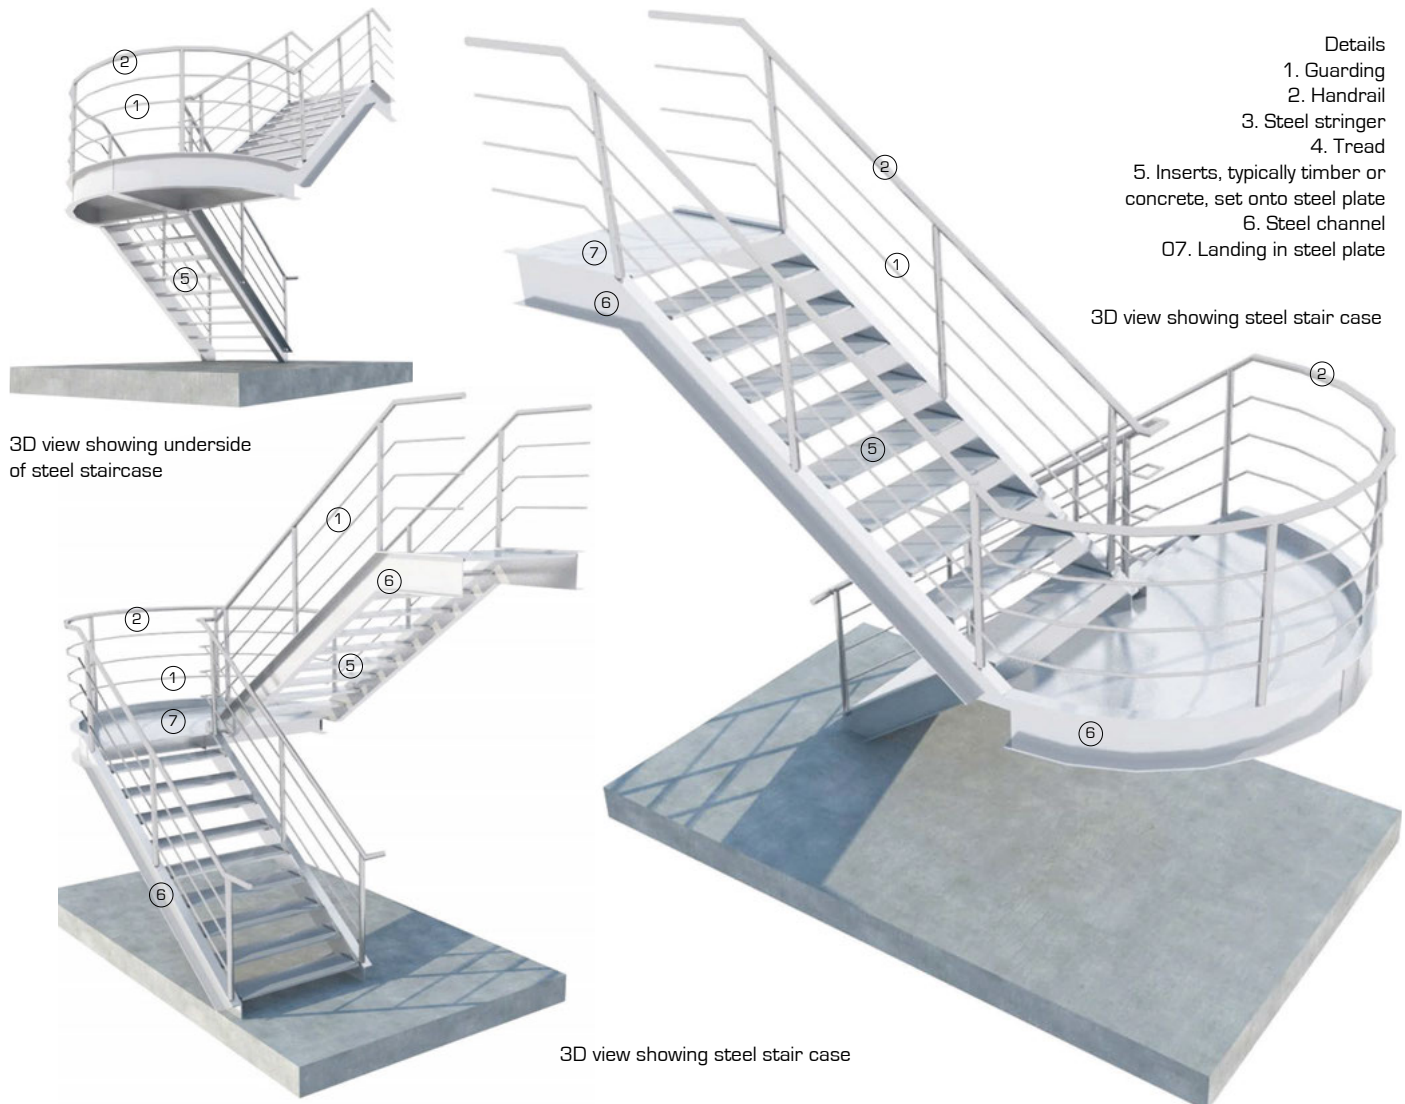 Details
1. Guarding
2. Handrail
3. Steel stringer
4. Tread
5. Inserts, typically timber or
concrete, set onto steel plate
6. Steel channel
07. Landing in steel plate
3D view showing steel stair case
2
1
5
3D view showing underside
of steel staircase
2
1
7
6
5
2
6
1
6
5
2
1
7
6
3D view showing steel stair case